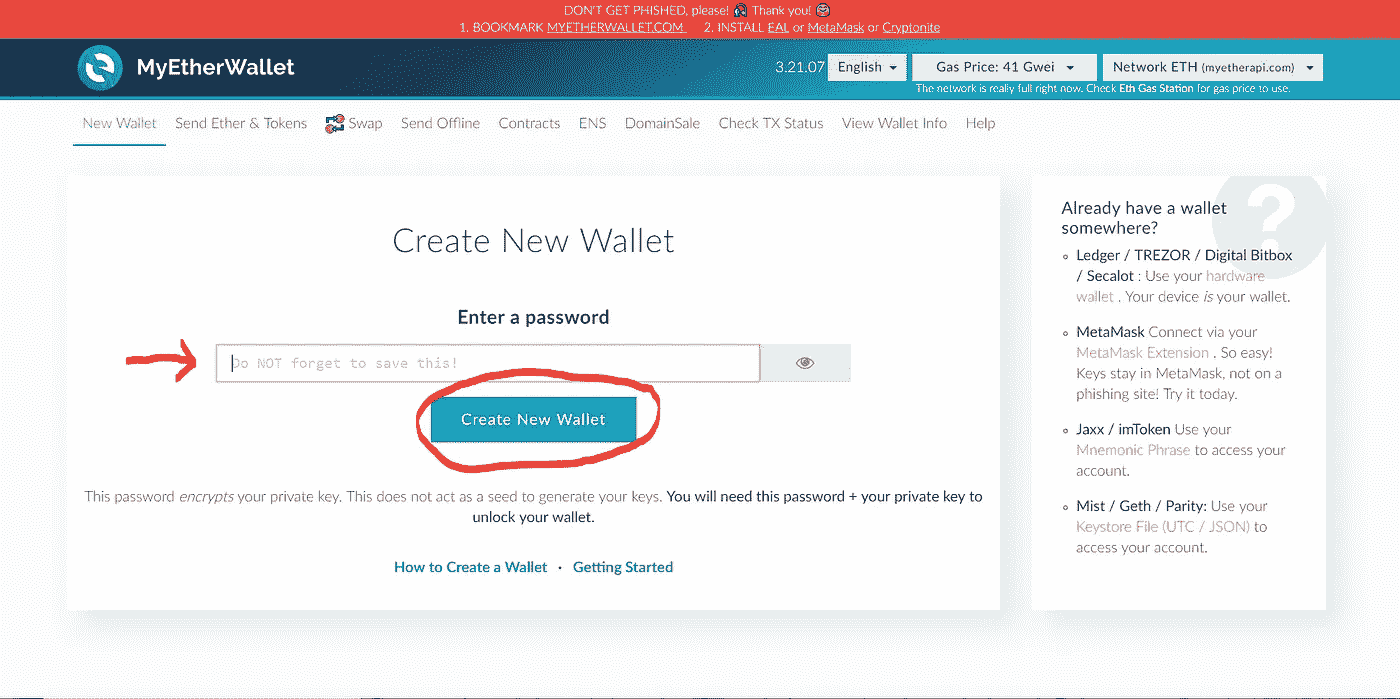 DON'T GET PHISHED, please! Thank you!
1. BOOKMARK MYETHERWALLET.COM 2. INSTALL EAL or MetaMask or Cryptonite
MyEtherWallet
3.21.07 English Gas Price: 41 Gwei Network ETH (myetherapi.com)
The network is really full right now. Check Eth Gas Station for gas price to use.
New Wallet Send Ether & Tokens Swap Send Offline Contracts ENS DomainSale Check TX Status View Wallet Info Help
Create New Wallet
Enter a password
Do NOT forget to save this!
Create New Wallet
This password encrypts your private key. This does not act as a seed to generate your keys. You will need this password + your private key to
unlock your wallet.
How to Create a Wallet · Getting Started
Already have a wallet
somewhere?
Ledger / TREZOR / Digital Bitbox
/ Secalot : Use your hardware
wallet . Your device is your wallet.
MetaMask Connect via your
MetaMask Extension . So easy!
Keys stay in MetaMask, not on a
phishing site! Try it today.
Jaxx / imToken Use your
Mnemonic Phrase to access your
account.
Mist / Geth / Parity: Use your
Keystore File (UTC / JSON) to
access your account.